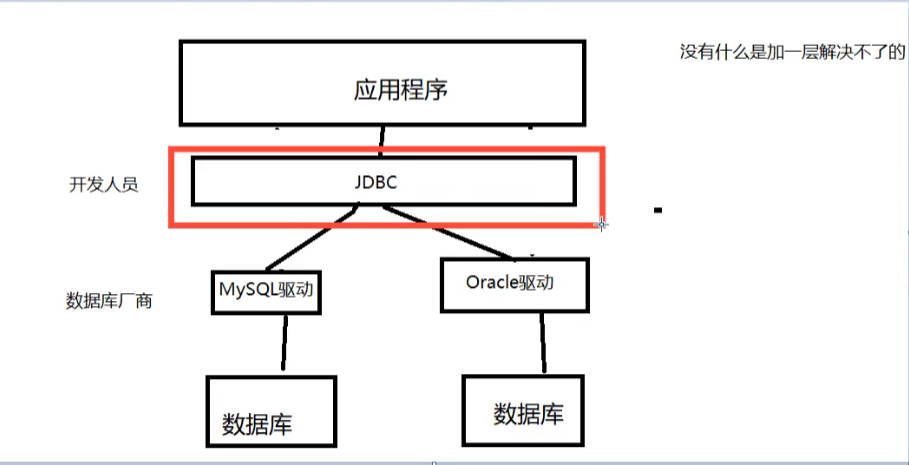 没有什么是加一层解决不了的
应用程序
开发人员
JDBC
数据库厂商
MySQL驱动
Oracle驱动
数据库
数据库